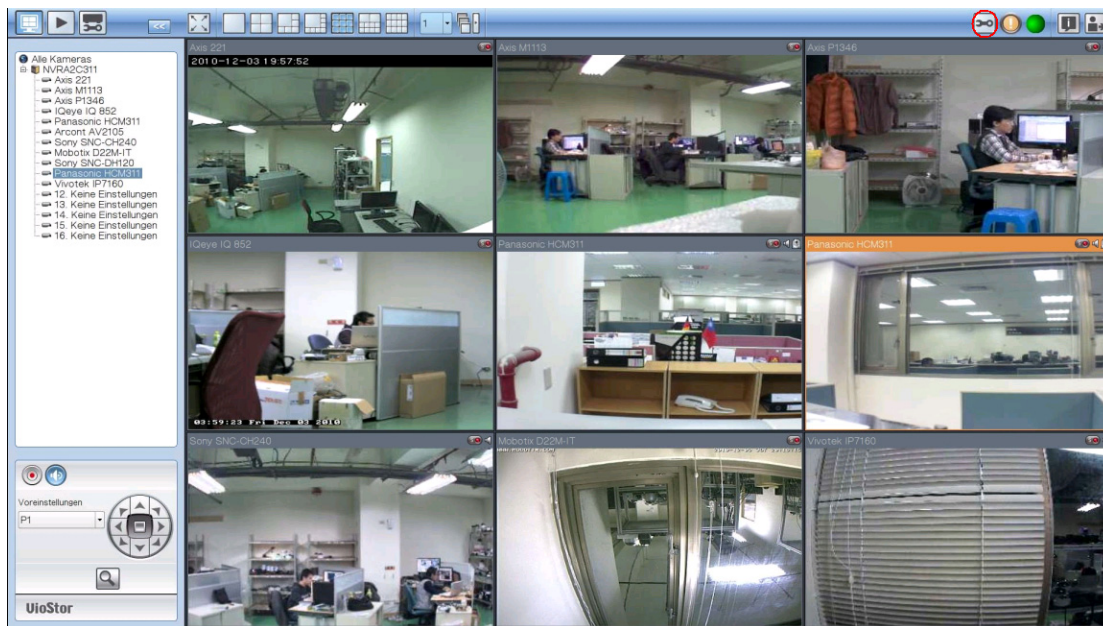 <<
1
Alle Kameras
NVRA2C311
Axis 221
Axis M1113
Axis P1346
IQeye IQ 852
Panasonic HCM311
Arcont AV2105
Sony SNC-CH240
Mobotix D22M-IT
Sony SNC-DH120
Panasonic HCM311
Vivotek IP7160
12. Keine Einstellungen
13. Keine Einstellungen
14. Keine Einstellungen
15. Keine Einstellungen
16. Keine Einstellungen
Voreinstellungen
P1
VioStor
Axis 221
Axis M1113
Axis P1346
2010-12-03 19:57:52
IQeye IQ 852
Panasonic HCM311
Panasonic HCM311
03:59:23 Fri Dec 03 2010
Sony SNC-CH240
Mobotix D22M-IT
Vivotek IP7160